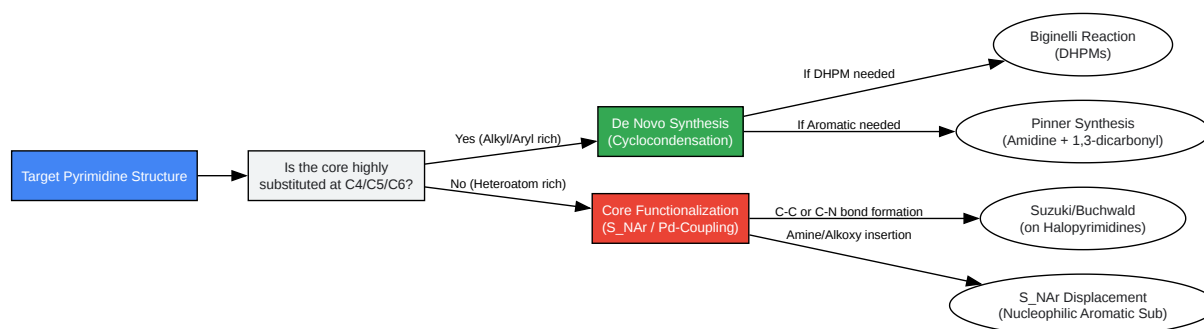 Target Pyrimidine Structure
Is the core highly
substituted at C4/C5/C6?
Yes (Alkyl/Aryl rich)
No (Heteroatom rich)
De Novo Synthesis
(Cyclocondensation)
Core Functionalization
(S_NAr / Pd-Coupling)
If DHPM needed
If Aromatic needed
C-C or C-N bond formation
Amine/Alkoxy insertion
Biginelli Reaction
(DHPMs)
Pinner Synthesis
(Amidine + 1,3-dicarbonyl)
Suzuki/Buchwald
(on Halopyrimidines)
S_NAr Displacement
(Nucleophilic Aromatic Sub)